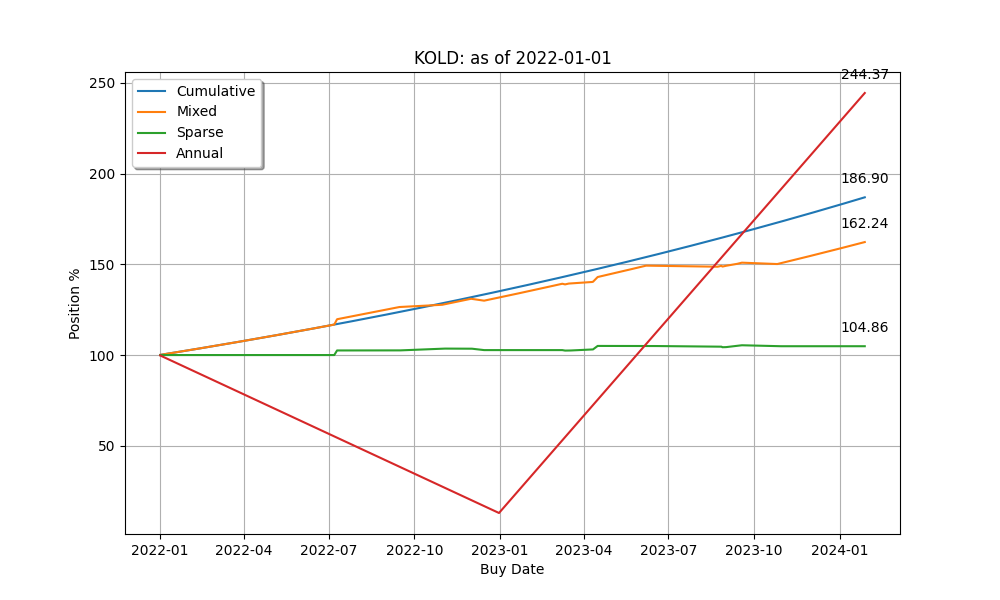 KOLD: as of 2022-01-01
Cumulative
Mixed
Sparse
Annual
244.37
186.90
162.24
104.86
250
200
150
100
50
Position %
2022-01 2022-04 2022-07 2022-10 2023-01 2023-04 2023-07 2023-10 2024-01
Buy Date